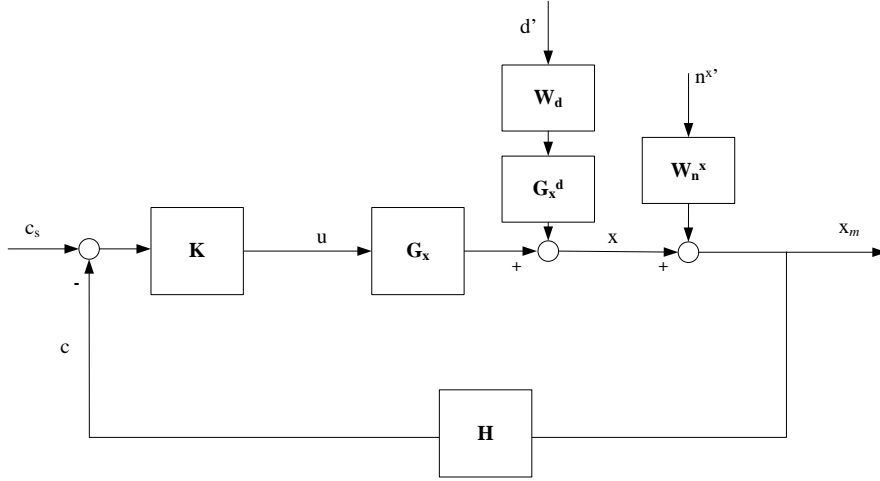 d’
W_d
n^x’
G_x^d
W_n^x
c_s
K
u
G_x
x
x_m
+
+
-
c
H